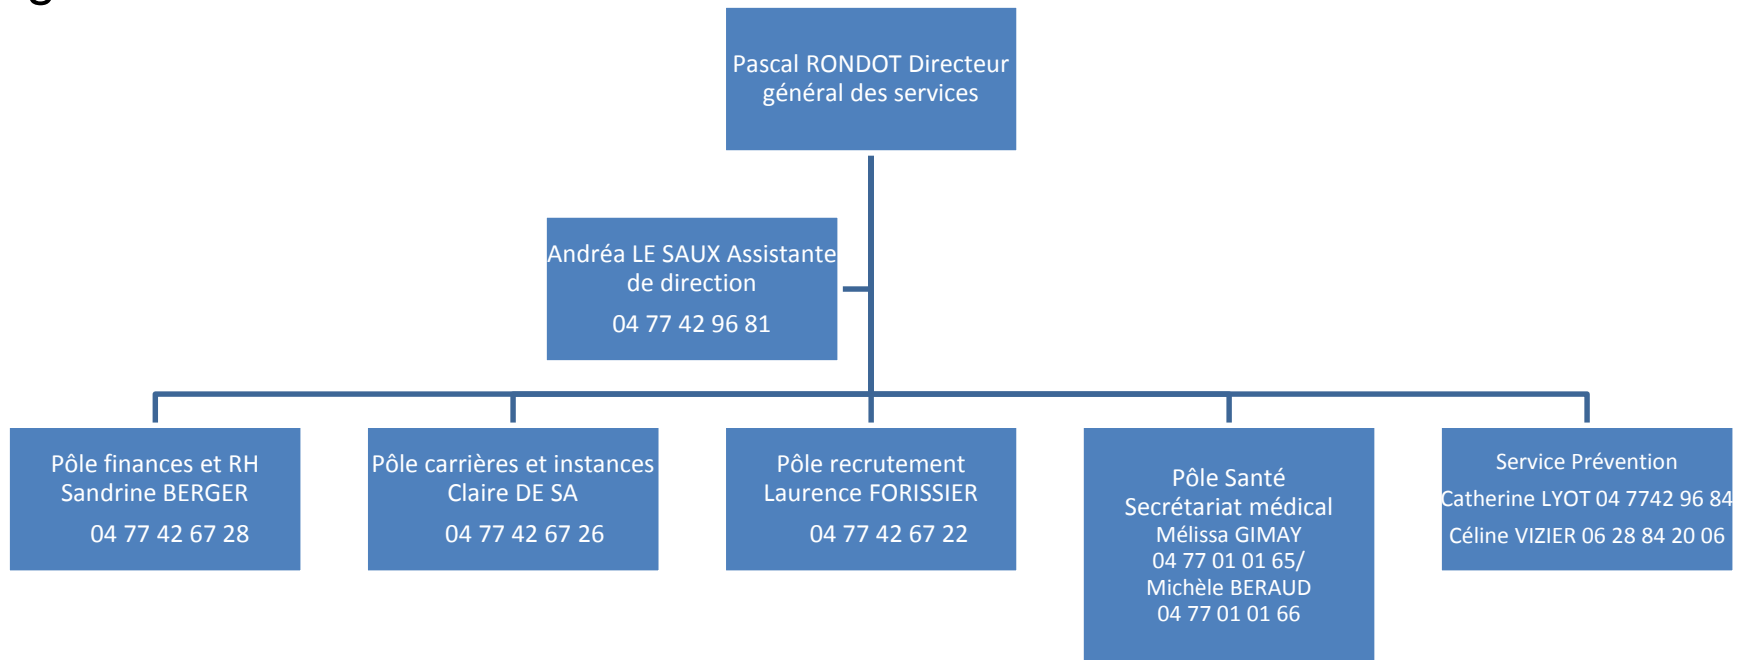 g
Pascal RONDOT Directeur
général des services
Andréa LE SAUX Assistante
de direction
04 77 42 96 81
Pôle finances et RH
Sandrine BERGER
04 77 42 67 28
Pôle carrières et instances
Claire DE SA
04 77 42 67 26
Pôle recrutement
Laurence FORISSIER
04 77 42 67 22
Pôle Santé
Secrétariat médical
Mélissa GIMAY
04 77 01 01 65/
Michèle BERAUD
04 77 01 01 66
Service Prévention
Catherine LYOT 04 7742 96 84
Céline VIZIER 06 28 84 20 06